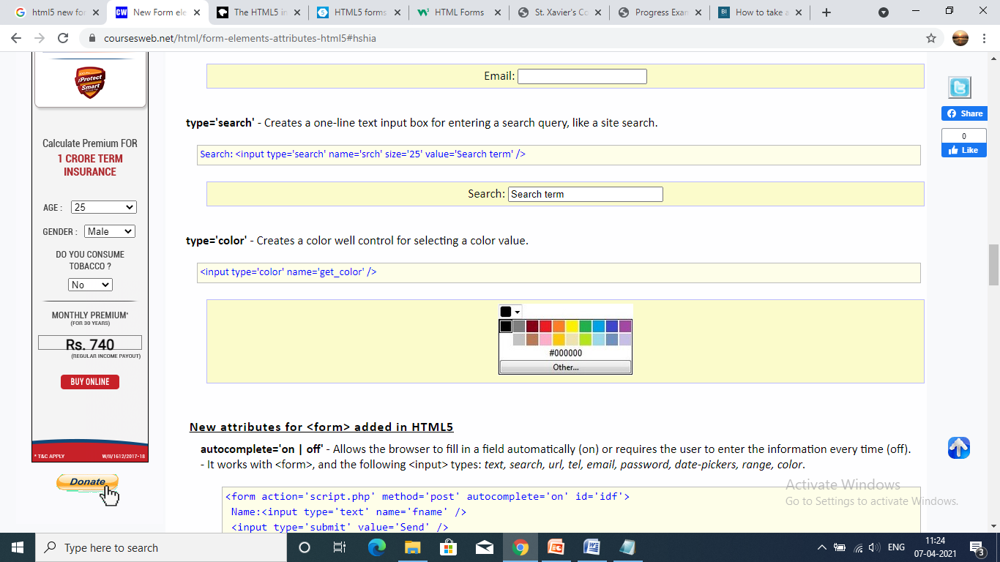 html5 new for
New Form ele
The HTML5 in
HTML5 forms
HTML Forms
St. Xavier's Co
Progress Exam
How to take a
coursesweb.net/html/form-elements-attributes-html5#hshia
iProtect
Smart
Calculate Premium FOR
1 CRORE TERM
INSURANCE
AGE : 25
GENDER : Male
DO YOU CONSUME
TOBACCO ?
No
MONTHLY PREMIUM*
(FOR 30 YEARS)
Rs. 740
(REGULAR INCOME PAYOUT)
BUY ONLINE
* T&C APPLY W/II/1612/2017-18
Donate
Email:
type='search' - Creates a one-line text input box for entering a search query, like a site search.
Search: <input type='search' name='srch' size='25' value='Search term' />
Search: Search term
type='color' - Creates a color well control for selecting a color value.
<input type='color' name='get_color' />
#000000
Other...
New attributes for <form> added in HTML5
autocomplete='on | off' - Allows the browser to fill in a field automatically (on) or requires the user to enter the information every time (off).
- It works with <form>, and the following <input> types: text, search, url, tel, email, password, date-pickers, range, color.
<form action='script.php' method='post' autocomplete='on' id='idf'>
Name:<input type='text' name='fname' />
<input type='submit' value='Send' />
Share
0
Like
Activate Windows
Go to Settings to activate Windows.
Type here to search
ENG
11:24
07-04-2021
3